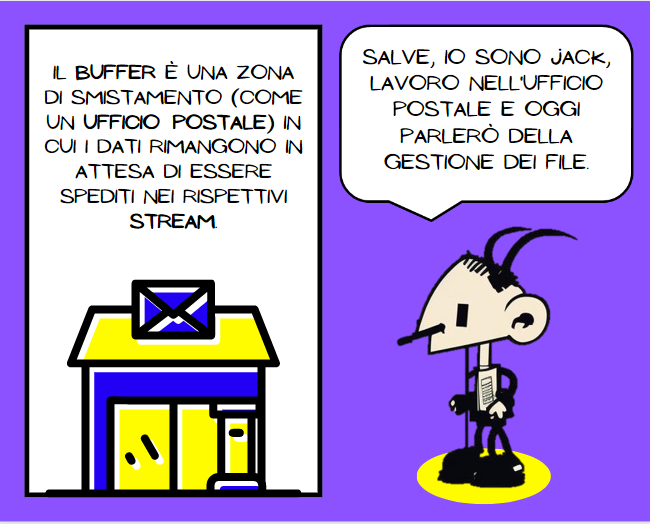 IL BUFFER È UNA ZONA
DI SMISTAMENTO (COME
UN UFFICIO POSTALE) IN
CUI I DATI RIMANGONO IN
ATTESA DI ESSERE
SPEDITI NEI RISPETTIVI
STREAM.
SALVE, IO SONO JACK,
LAVORO NELL'UFFICIO
POSTALE E OGGI
PARLERÒ DELLA
GESTIONE DEI FILE.